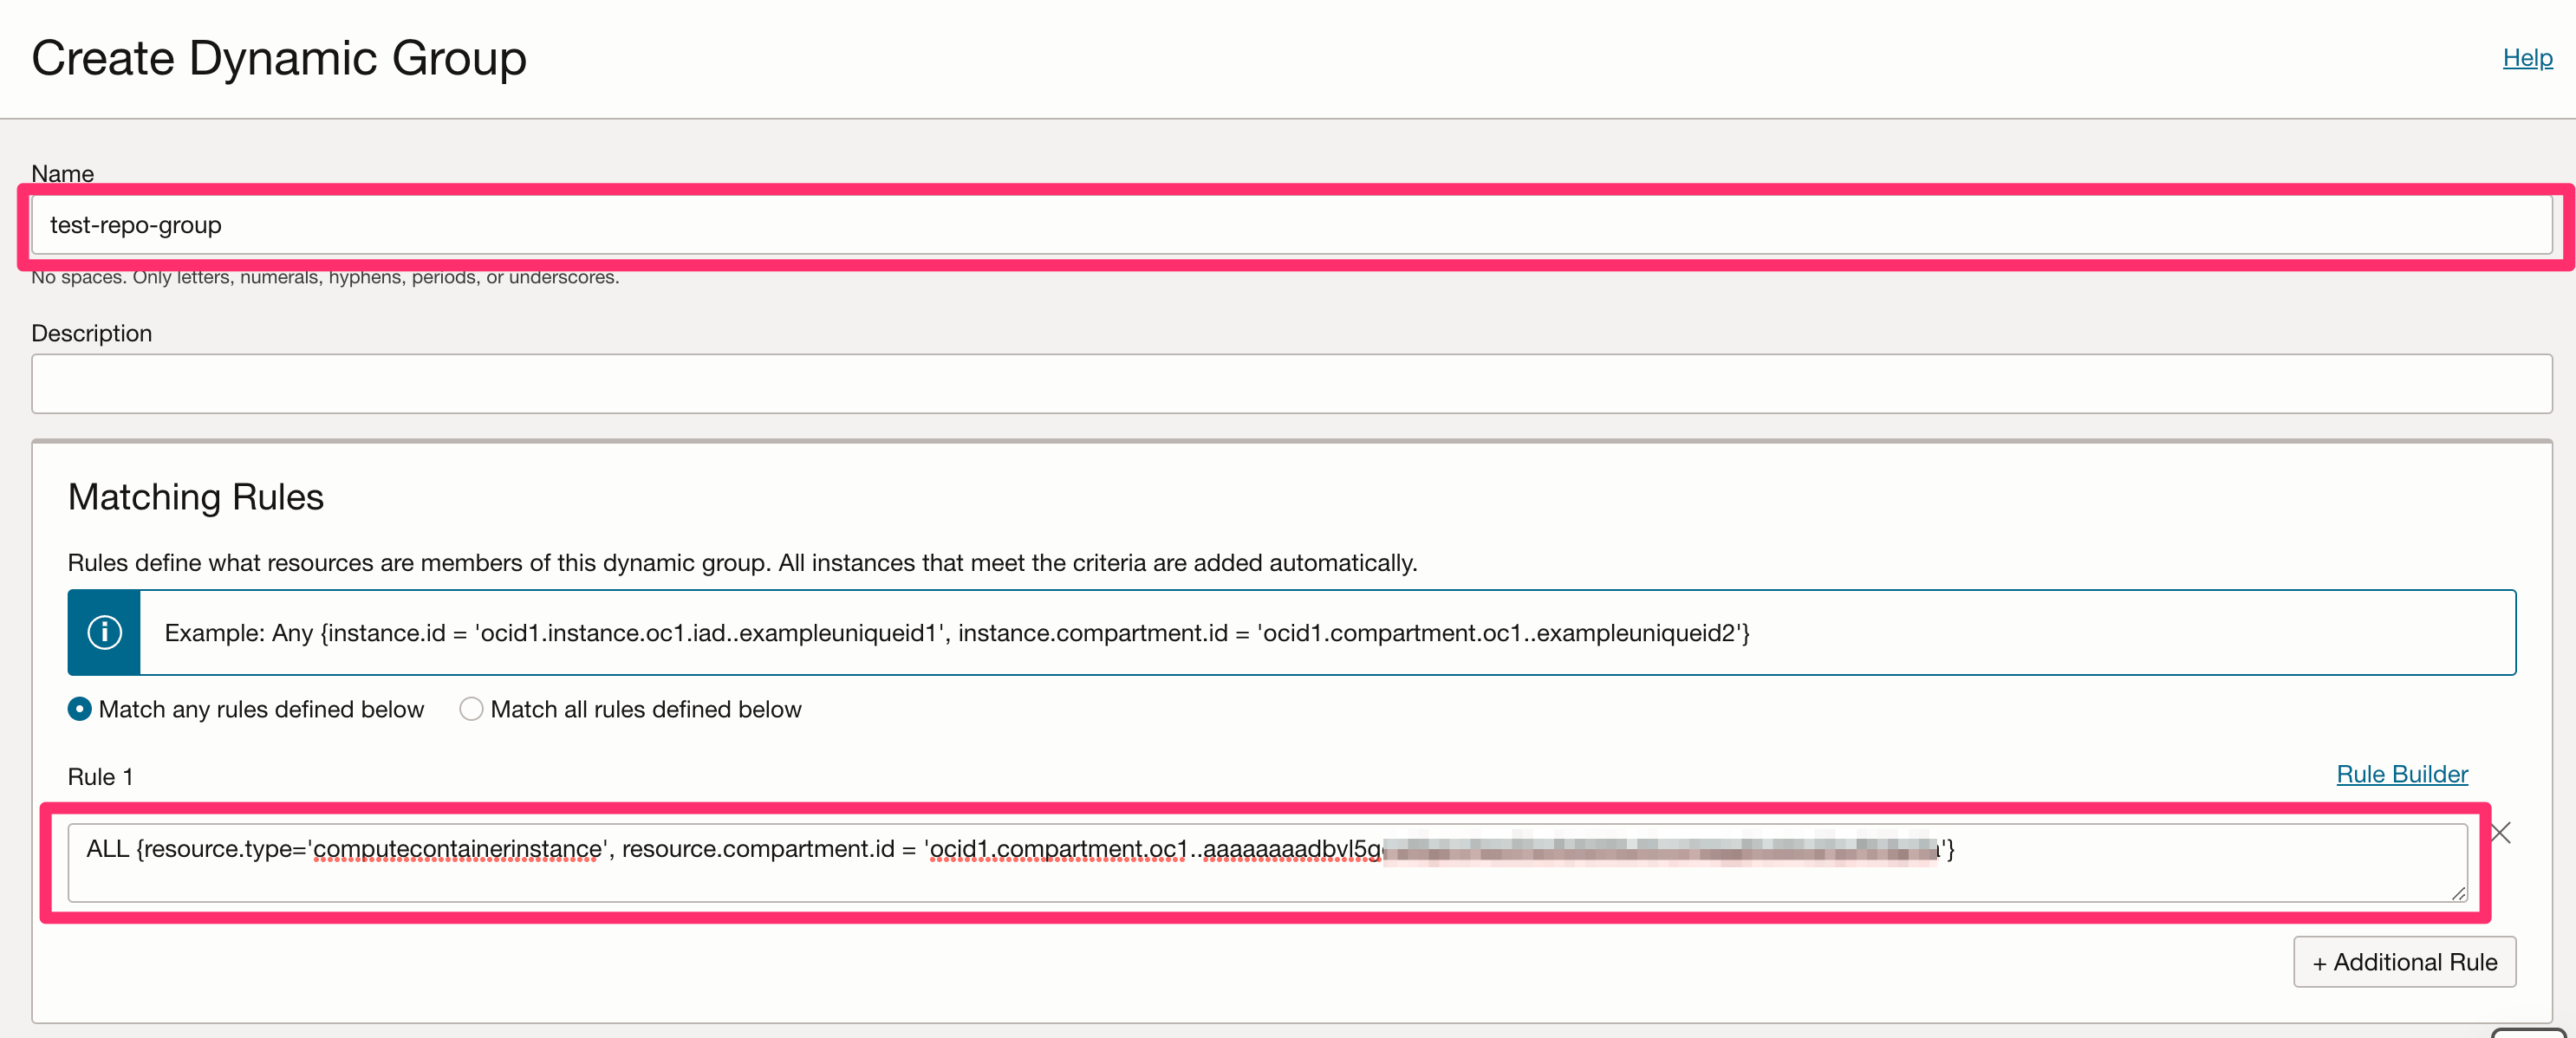 Create Dynamic Group
Help
Name
test-repo-group
No spaces. Only letters, numerals, hyphens, periods, or underscores.
Description
Matching Rules
Rules define what resources are members of this dynamic group. All instances that meet the criteria are added automatically.
Example: Any {instance.id = 'ocid1.instance.oc1.iad..exampleuniqueid1', instance.compartment.id = 'ocid1.compartment.oc1..exampleuniqueid2'}
Match any rules defined below Match all rules defined below
Rule 1
Rule Builder
ALL {resource.type='computecontainerinstance', resource.compartment.id = 'ocid1.compartment.oc1..aaaaaaaadbvl5g '}
+ Additional Rule